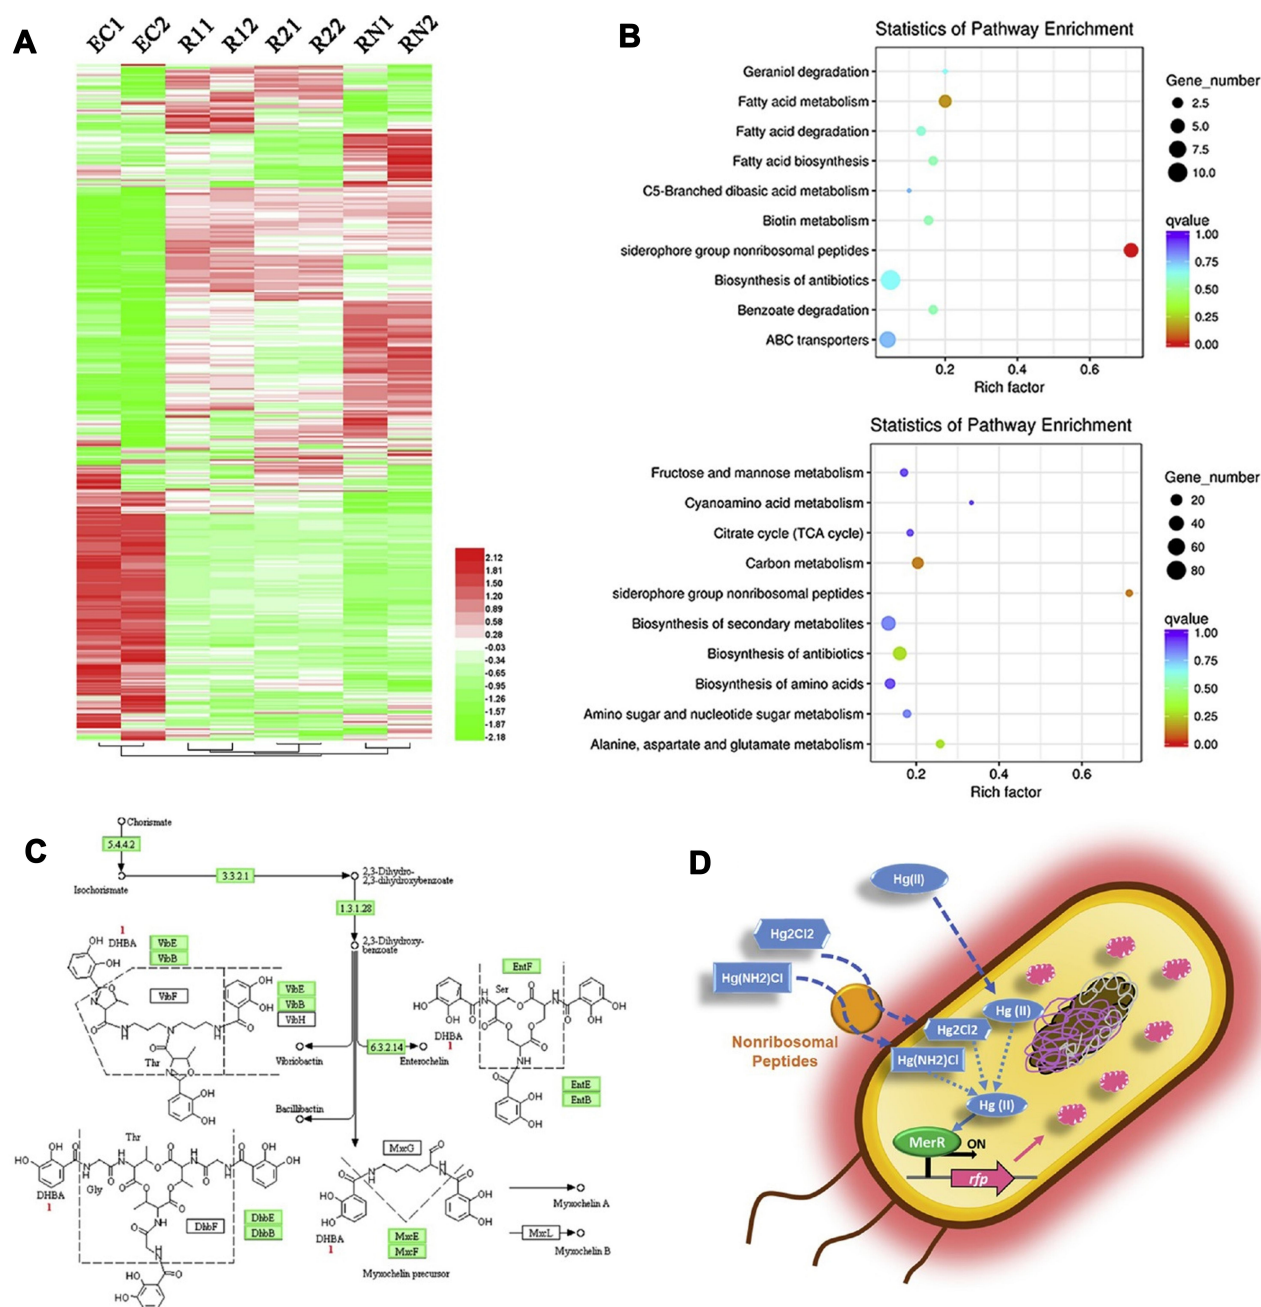 A
EC1 EC2 R11 R12 R21 R22 RN1 RN2
2.12
1.81
1.50
1.20
0.89
0.58
0.28
-0.03
-0.34
-0.65
-0.95
-1.26
-1.57
-1.87
-2.18
B
Statistics of Pathway Enrichment
Geraniol degradation
Fatty acid metabolism
Fatty acid degradation
Fatty acid biosynthesis
C5-Branched dibasic acid metabolism
Biotin metabolism
siderophore group nonribosomal peptides
Biosynthesis of antibiotics
Benzoate degradation
ABC transporters
0.2 0.4 0.6
Rich factor
Gene_number
2.5
5.0
7.5
10.0
qvalue
1.00
0.75
0.50
0.25
0.00
Statistics of Pathway Enrichment
Fructose and mannose metabolism
Cyanoamino acid metabolism
Citrate cycle (TCA cycle)
Carbon metabolism
siderophore group nonribosomal peptides
Biosynthesis of secondary metabolites
Biosynthesis of antibiotics
Biosynthesis of amino acids
Amino sugar and nucleotide sugar metabolism
Alanine, aspartate and glutamate metabolism
0.2 0.4 0.6
Rich factor
Gene_number
20
40
60
80
qvalue
1.00
0.75
0.50
0.25
0.00
C
Chorismate
5.4.4.2
Isochorismate
3.3.2.1
2,3-Dihydro-
2,3-dihydroxybenzoate
1.3.1.28
2,3-Dihydroxy-
benzoate
1
DHBA
VibE
VibB
VibF
VibE
VibB
VibH
Thr
Vibriobactin
6.3.2.14
Enterochelin
EntF
Ser
DHBA
1
EntE
EntB
Bacillibactin
Thr
Gly
DHBA
1
DhbF
DhbE
DhbB
MxcG
DHBA
1
MxcE
MxcF
Myxochelin precursor
Myxochelin A
MxcL
Myxochelin B
D
Hg(II)
Hg2Cl2
Hg(NH2)Cl
Nonribosomal
Peptides
Hg (II)
Hg2Cl2
Hg(NH2)Cl
Hg (II)
MerR
ON
rfp